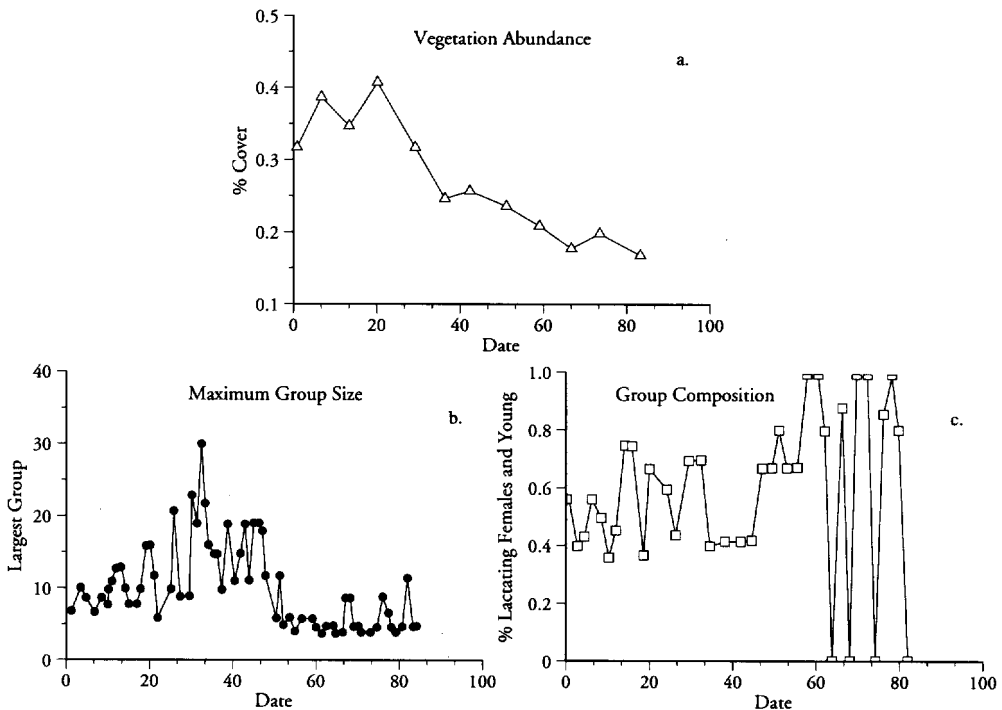 Vegetation Abundance
a.
% Cover
0.5
0.4
0.3
0.2
0.1
0 20 40 60 80 100
Date
Maximum Group Size
b.
Largest Group
40
30
20
10
0
0 20 40 60 80 100
Date
Group Composition
c.
% Lactating Females and Young
1.0
0.8
0.6
0.4
0.2
0
0 20 40 60 80 100
Date